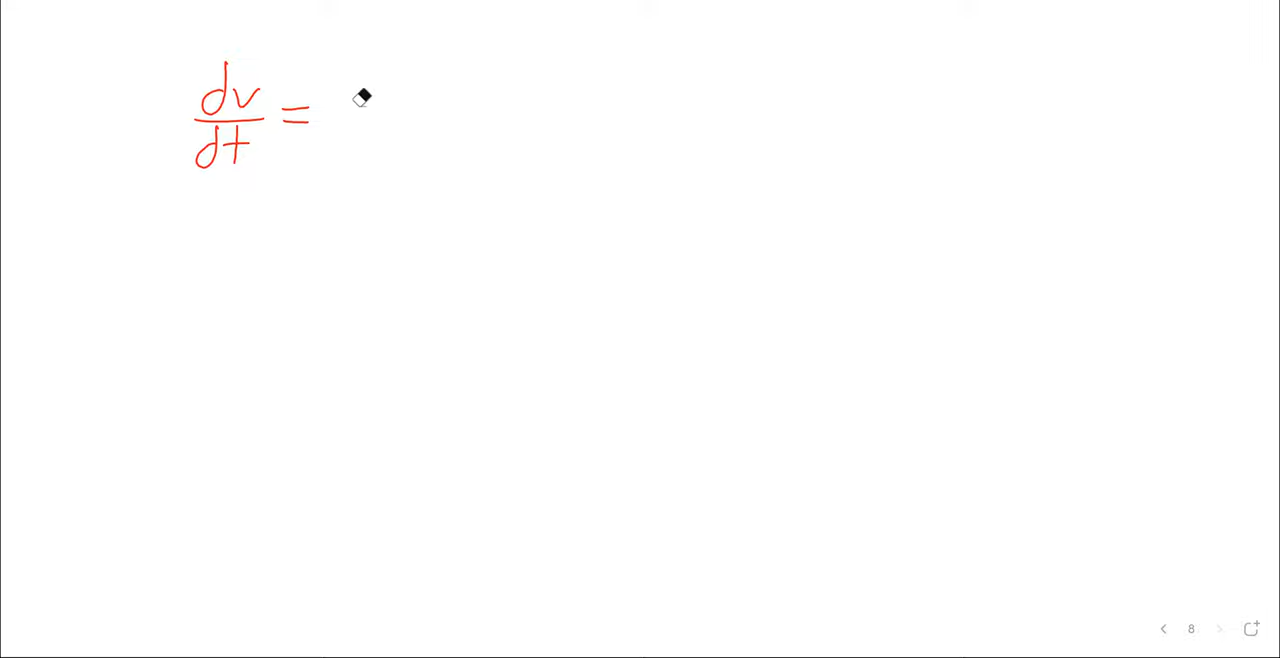 dv/dt =
8